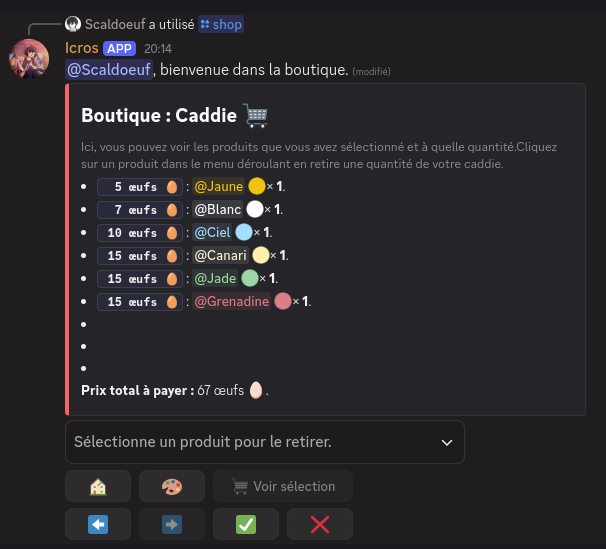 Scaldoeuf a utilisé shop
Icros APP 20:14
@Scaldoeuf, bienvenue dans la boutique. (modifié)
Boutique : Caddie
Ici, vous pouvez voir les produits que vous avez sélectionné et à quelle quantité.Cliquez
sur un produit dans le menu déroulant en retire une quantité de votre caddie.
• 5 œufs : @Jaune × 1.
• 7 œufs : @Blanc × 1.
• 10 œufs : @Ciel × 1.
• 15 œufs : @Canari × 1.
• 15 œufs : @Jade × 1.
• 15 œufs : @Grenadine × 1.
•
•
•
Prix total à payer : 67 œufs .
Sélectionne un produit pour le retirer.
Voir sélection